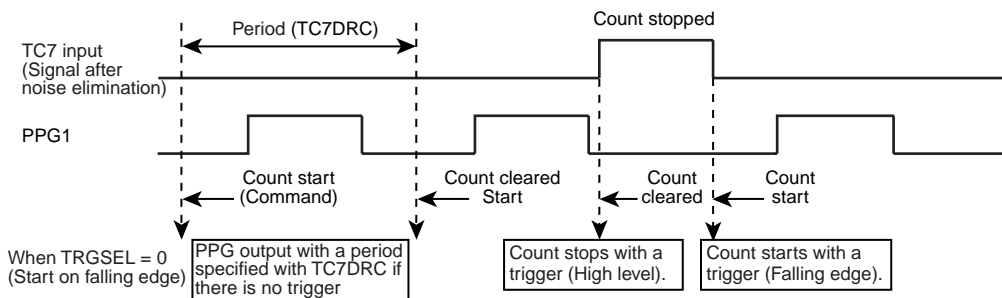 Count stopped
Period (TC7DRC)
TC7 input
(Signal after
noise elimination)
PPG1
Count start
(Command)
Count cleared
Start
Count
cleared
Count
start
When TRGSEL = 0
(Start on falling edge)
PPG output with a period
specified with TC7DRC if
there is no trigger
Count stops with a
trigger (High level).
Count starts with a
trigger (Falling edge).